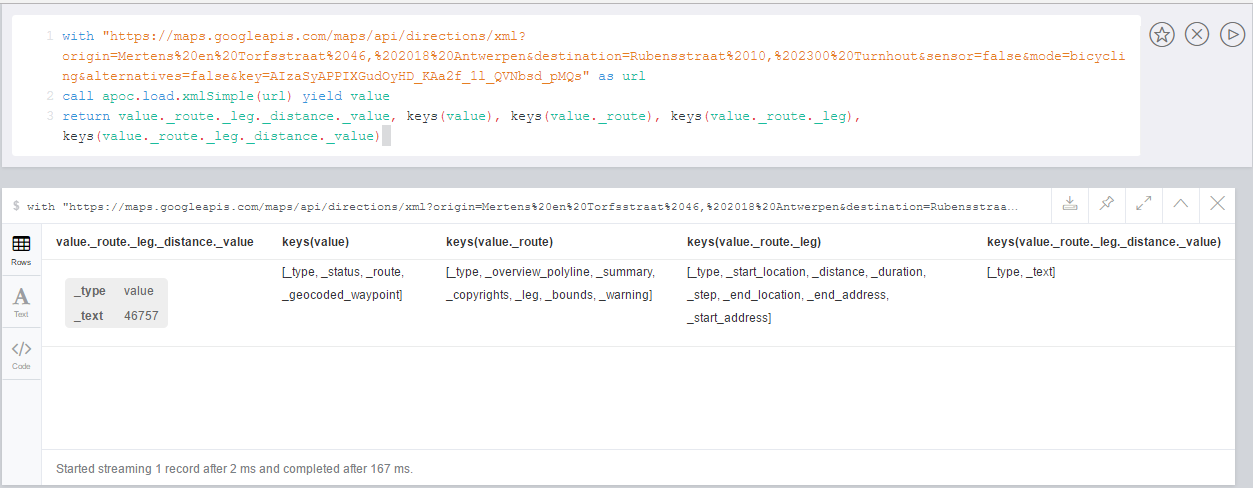 1 with "https://maps.googleapis.com/maps/api/directions/xml?
origin=Mertens%20en%20Torfsstraat%2046,%202018%20Antwerpen&destination=Rubensstraat%2010,%202300%20Turnhout&sensor=false&mode=bicycli
ng&alternatives=false&key=AIzaSyAPPIXGudOyHD_KAa2f_1l_QVNbsd_pMQs" as url
2 call apoc.load.xmlSimple(url) yield value
3 return value._route._leg._distance._value, keys(value), keys(value._route), keys(value._route._leg),
keys(value._route._leg._distance._value)
$ with "https://maps.googleapis.com/maps/api/directions/xml?origin=Mertens%20en%20Torfsstraat%2046,%202018%20Antwerpen&destination=Rubensstraa...
Rows
A
Text
</>
Code
value._route._leg._distance._value keys(value) keys(value._route) keys(value._route._leg) keys(value._route._leg._distance._value)
_type value
_text 46757
[_type, _status, _route,
_geocoded_waypoint]
[_type, _overview_polyline, _summary,
_copyrights, _leg, _bounds, _warning]
[_type, _start_location, _distance, _duration,
_step, _end_location, _end_address,
_start_address]
[_type, _text]
Started streaming 1 record after 2 ms and completed after 167 ms.